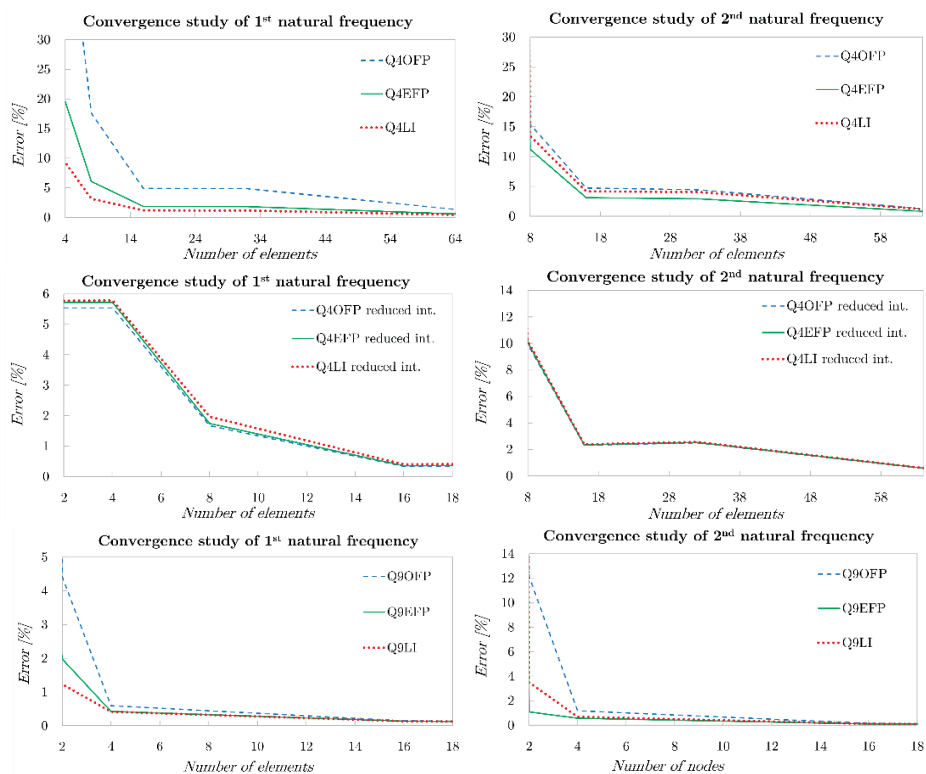 Convergence study of 1st natural frequency
30
25
20
15
10
5
0
Error [%]
4
14
24
34
44
54
64
Number of elements
Q4OFP
Q4EFP
Q4LI
Convergence study of 2nd natural frequency
30
25
20
15
10
5
0
Error [%]
8
18
28
38
48
58
Number of elements
Q4OFP
Q4EFP
Q4LI
Convergence study of 1st natural frequency
6
5
4
3
2
1
0
Error [%]
2
4
6
8
10
12
14
16
18
Number of elements
Q4OFP reduced int.
Q4EFP reduced int.
Q4LI reduced int.
Convergence study of 2nd natural frequency
14
12
10
8
6
4
2
0
Error [%]
8
18
28
38
48
58
Number of elements
Q4OFP reduced int.
Q4EFP reduced int.
Q4LI reduced int.
Convergence study of 1st natural frequency
5
4
3
2
1
0
Error [%]
2
4
6
8
10
12
14
16
18
Number of elements
Q9OFP
Q9EFP
Q9LI
Convergence study of 2nd natural frequency
14
12
10
8
6
4
2
0
Error [%]
2
4
6
8
10
12
14
16
18
Number of nodes
Q9OFP
Q9EFP
Q9LI